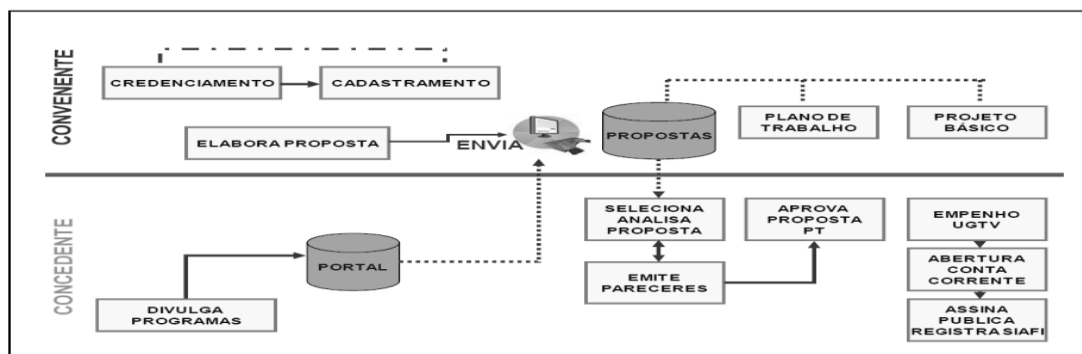 CONVENENTE
CREDENCIAMENTO
CADASTRAMENTO
ELABORA PROPOSTA
ENVIA
PROPOSTAS
PLANO DE
TRABALHO
PROJETO
BÁSICO
CONCEDENTE
DIVULGA
PROGRAMAS
PORTAL
SELECIONA
ANALISA
PROPOSTA
EMITE
PARECERES
APROVA
PROPOSTA
PT
EMPENHO
UGTV
ABERTURA
CONTA
CORRENTE
ASSINA
PUBLICA
REGISTRA SIAFI